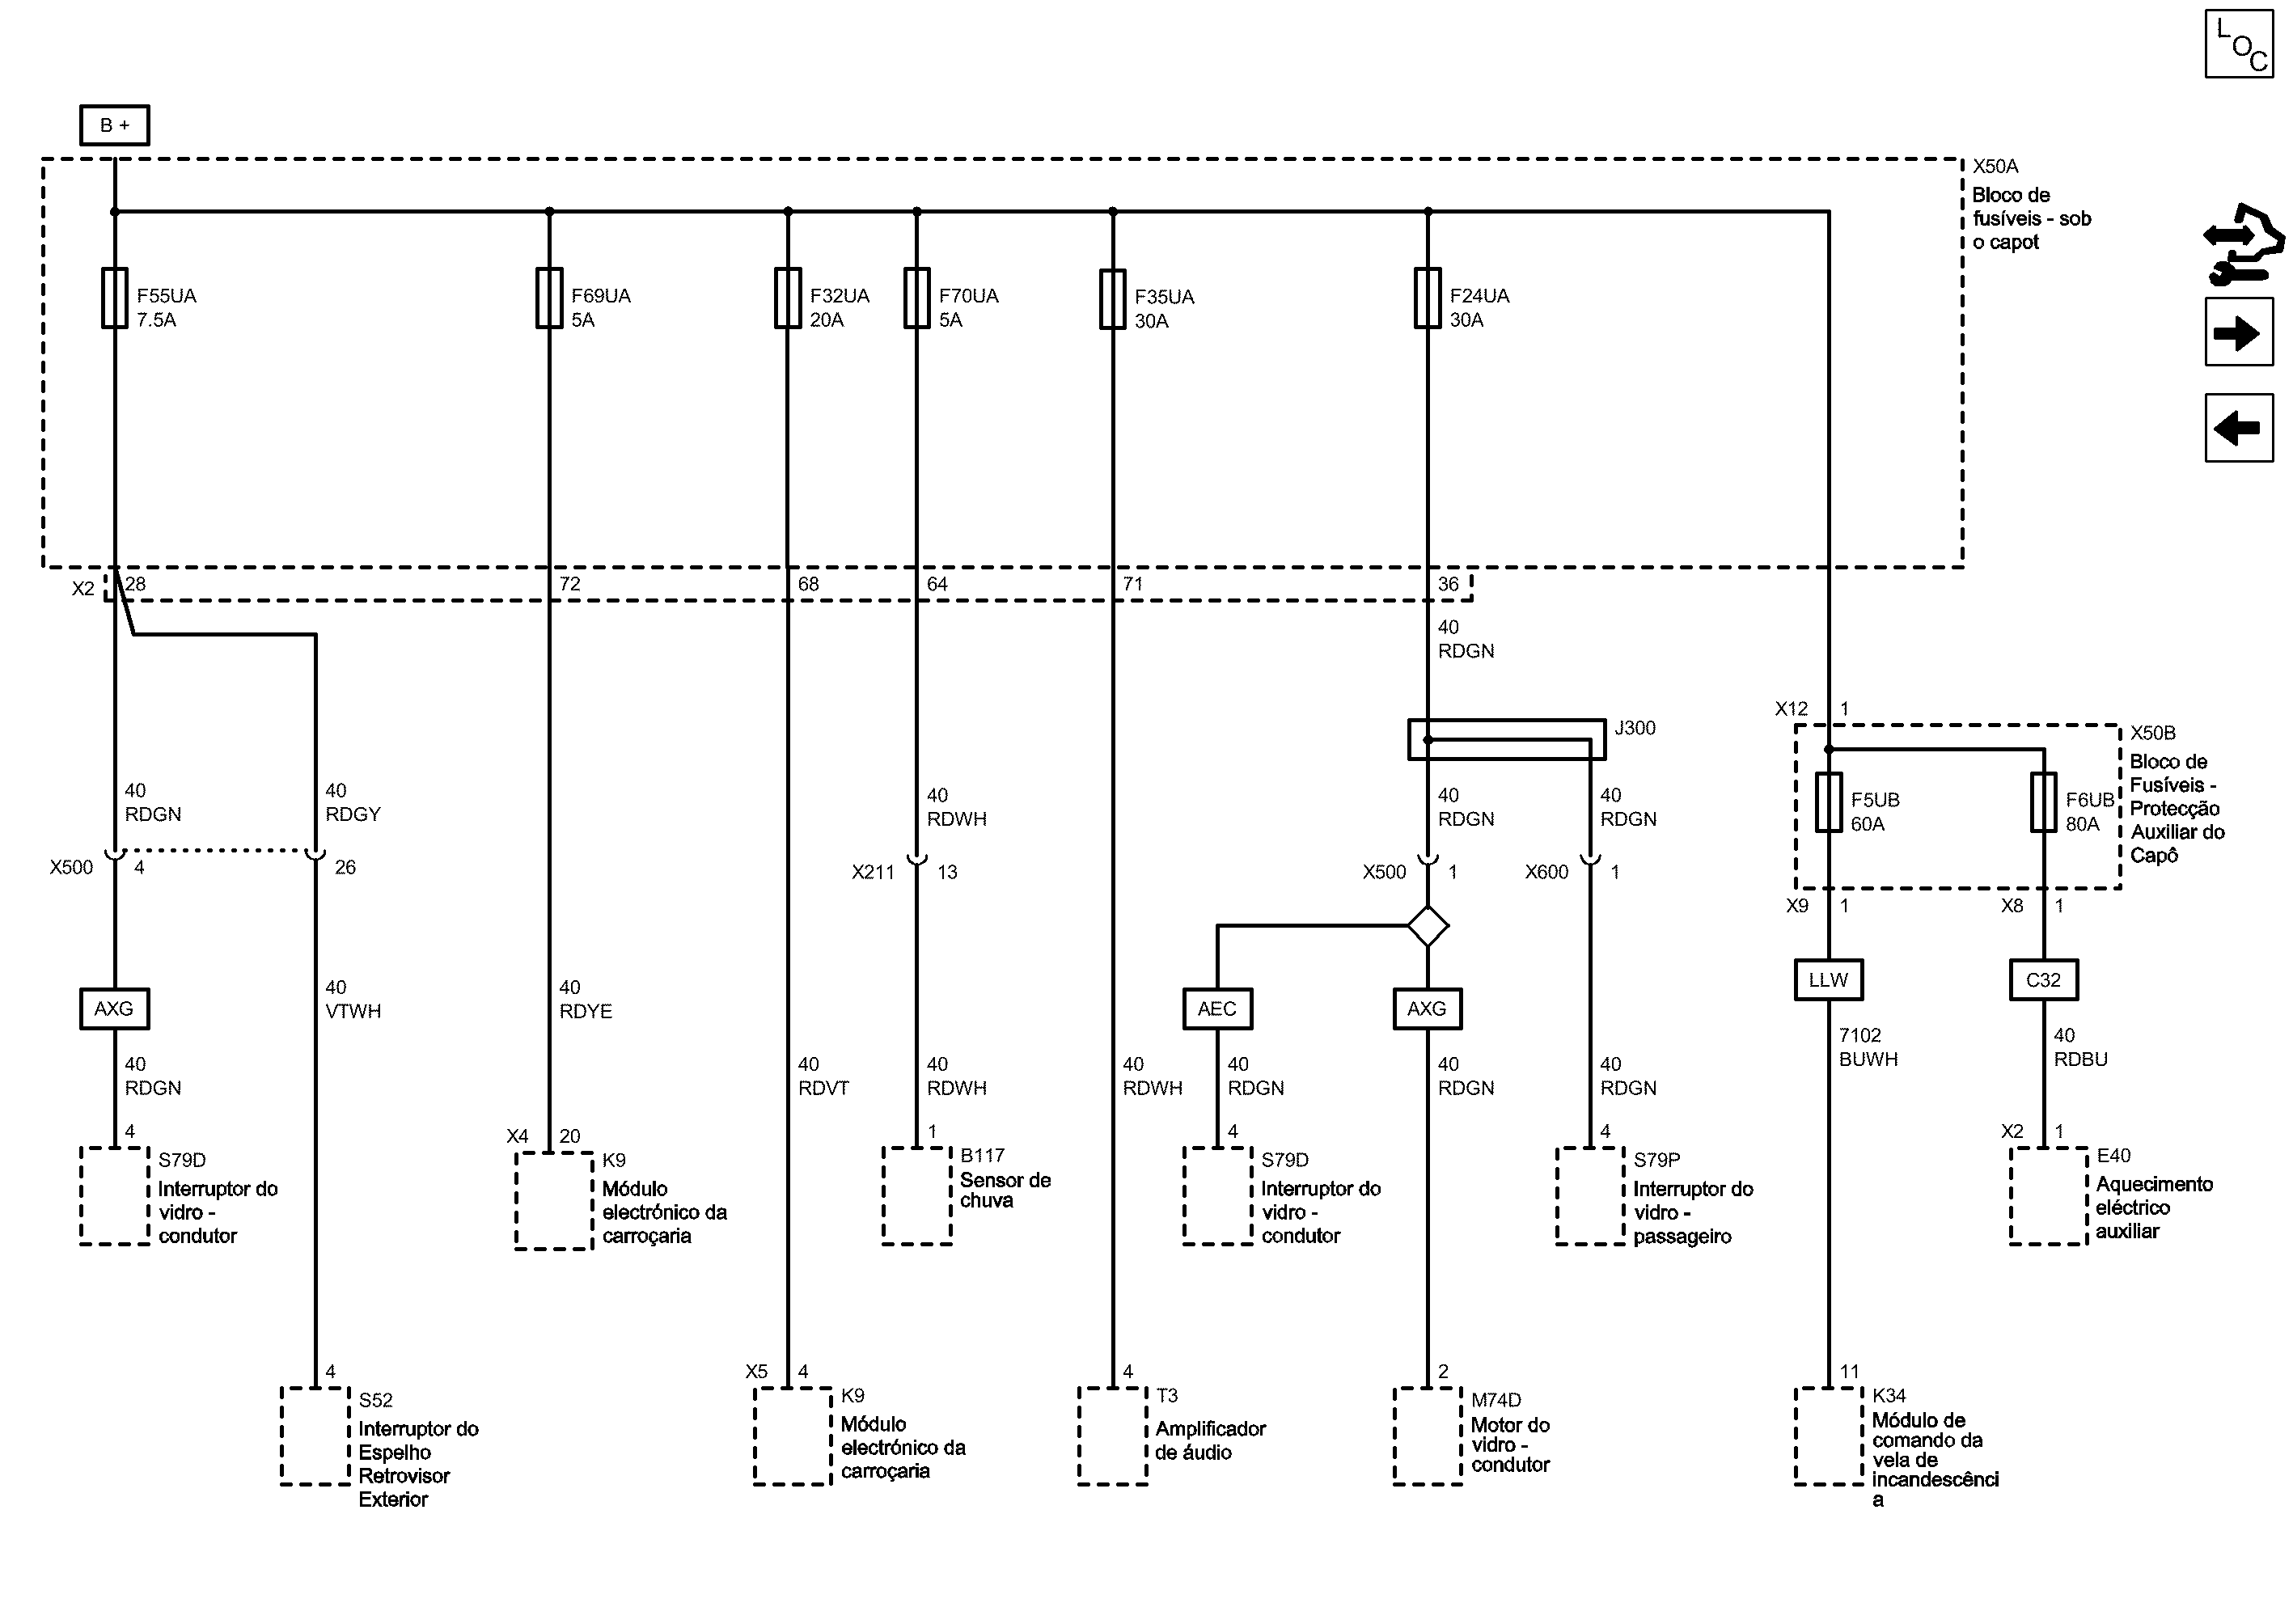 LOC
B +
X50A
Bloco de
fusíveis - sob
o capot
F55UA
7.5A
F69UA
5A
F32UA
20A
F70UA
5A
F35UA
30A
F24UA
30A
X2
28
72
68
64
71
36
40
RDGN
J300
X12
1
X50B
Bloco de
Fusíveis -
Protecção
Auxiliar do
Capô
F5UB
60A
F6UB
80A
40
RDGN
40
RDGY
40
RDWH
40
RDGN
40
RDGN
X500
4
26
X211
13
X500
1
X600
1
X9
1
X8
1
AXG
40
VTWH
40
RDYE
AEC
AXG
LLW
C32
7102
BUWH
40
RDBU
40
RDGN
40
RDVT
40
RDWH
40
RDWH
40
RDGN
40
RDGN
40
RDGN
4
S79D
Interruptor do
vidro -
condutor
X4
20
K9
Módulo
electrónico da
carroçaria
1
B117
Sensor de
chuva
4
S79D
Interruptor do
vidro -
condutor
4
S79P
Interruptor do
vidro -
passageiro
X2
1
E40
Aquecimento
eléctrico
auxiliar
4
S52
Interruptor do
Espelho
Retrovisor
Exterior
X5
4
K9
Módulo
electrónico da
carroçaria
4
T3
Amplificador
de áudio
2
M74D
Motor do
vidro -
condutor
11
K34
Módulo de
comando da
vela de
incandescênci
a